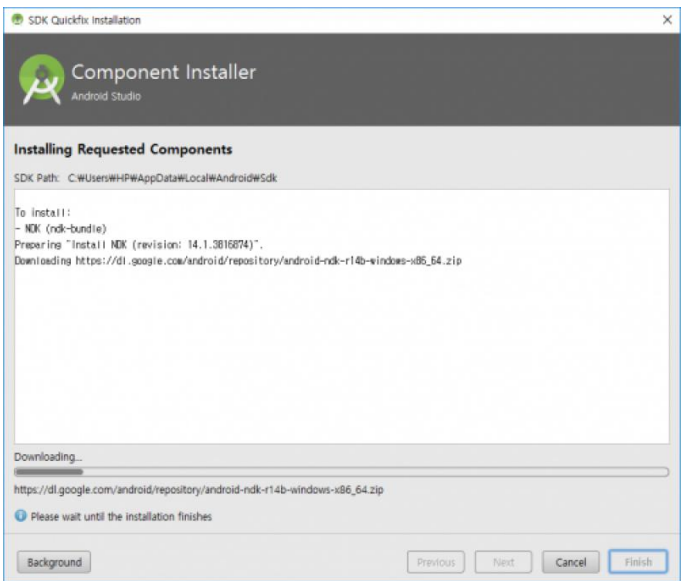 SDK Quickfix Installation
Component Installer
Android Studio
Installing Requested Components
SDK Path: C:₩Users₩HP₩AppData₩Local₩Android₩Sdk
To install:
- NDK (ndk-bundle)
Preparing "Install NDK (revision: 14.1.3816874)".
Downloading https://dl.google.com/android/repository/android-ndk-r14b-windows-x86_64.zip
Downloading...
https://dl.google.com/android/repository/android-ndk-r14b-windows-x86_64.zip
Please wait until the installation finishes
Background
Previous
Next
Cancel
Finish